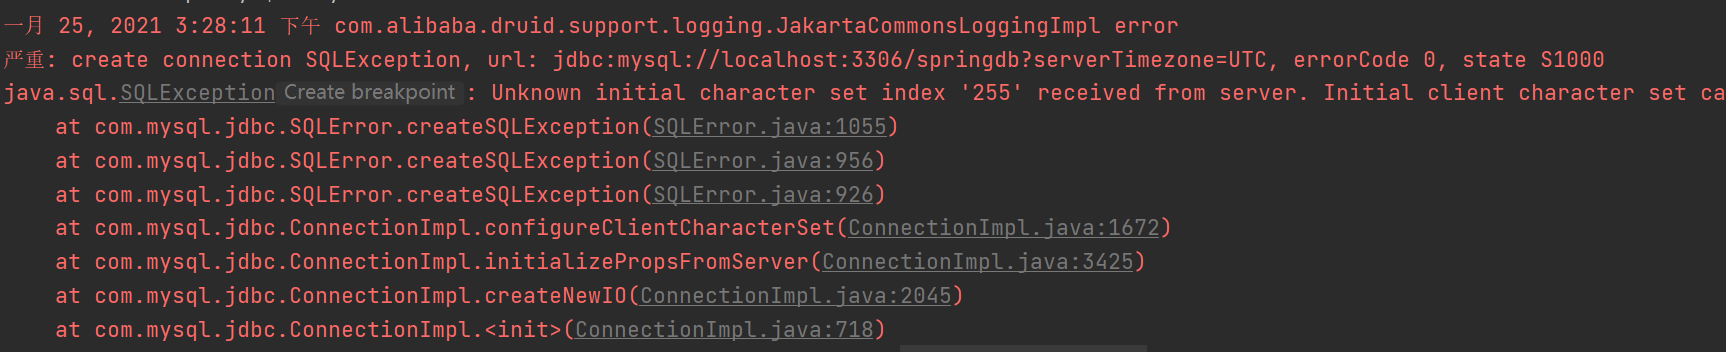 一月 25, 2021 3:28:11 下午 com.alibaba.druid.support.logging.JakartaCommonsLoggingImpl error
严重: create connection SQLException, url: jdbc:mysql://localhost:3306/springdb?serverTimezone=UTC, errorCode 0, state S1000
java.sql.SQLException Create breakpoint : Unknown initial character set index '255' received from server. Initial client character set ca
at com.mysql.jdbc.SQLError.createSQLException(SQLError.java:1055)
at com.mysql.jdbc.SQLError.createSQLException(SQLError.java:956)
at com.mysql.jdbc.SQLError.createSQLException(SQLError.java:926)
at com.mysql.jdbc.ConnectionImpl.configureClientCharacterSet(ConnectionImpl.java:1672)
at com.mysql.jdbc.ConnectionImpl.initializePropsFromServer(ConnectionImpl.java:3425)
at com.mysql.jdbc.ConnectionImpl.createNewIO(ConnectionImpl.java:2045)
at com.mysql.jdbc.ConnectionImpl.<init>(ConnectionImpl.java:718)